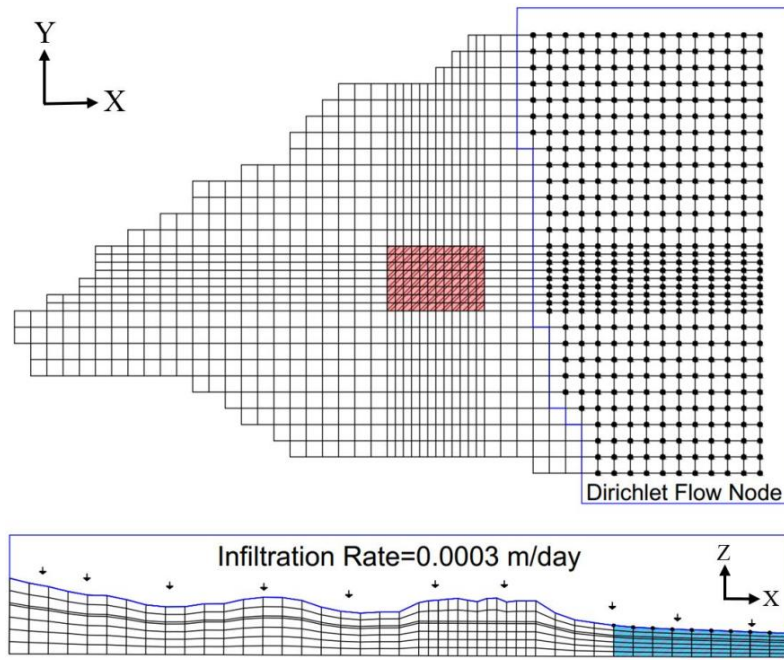 Y
X
Dirichlet Flow Node
Infiltration Rate=0.0003 m/day
Z
X